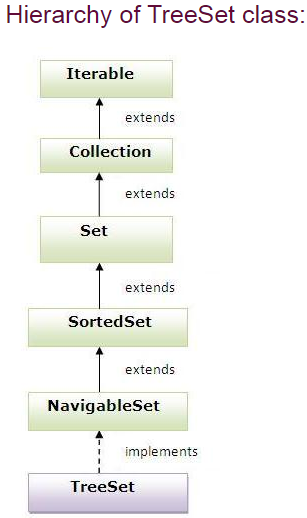 Hierarchy of TreeSet class:
Iterable
extends
Collection
extends
Set
extends
SortedSet
extends
NavigableSet
implements
TreeSet